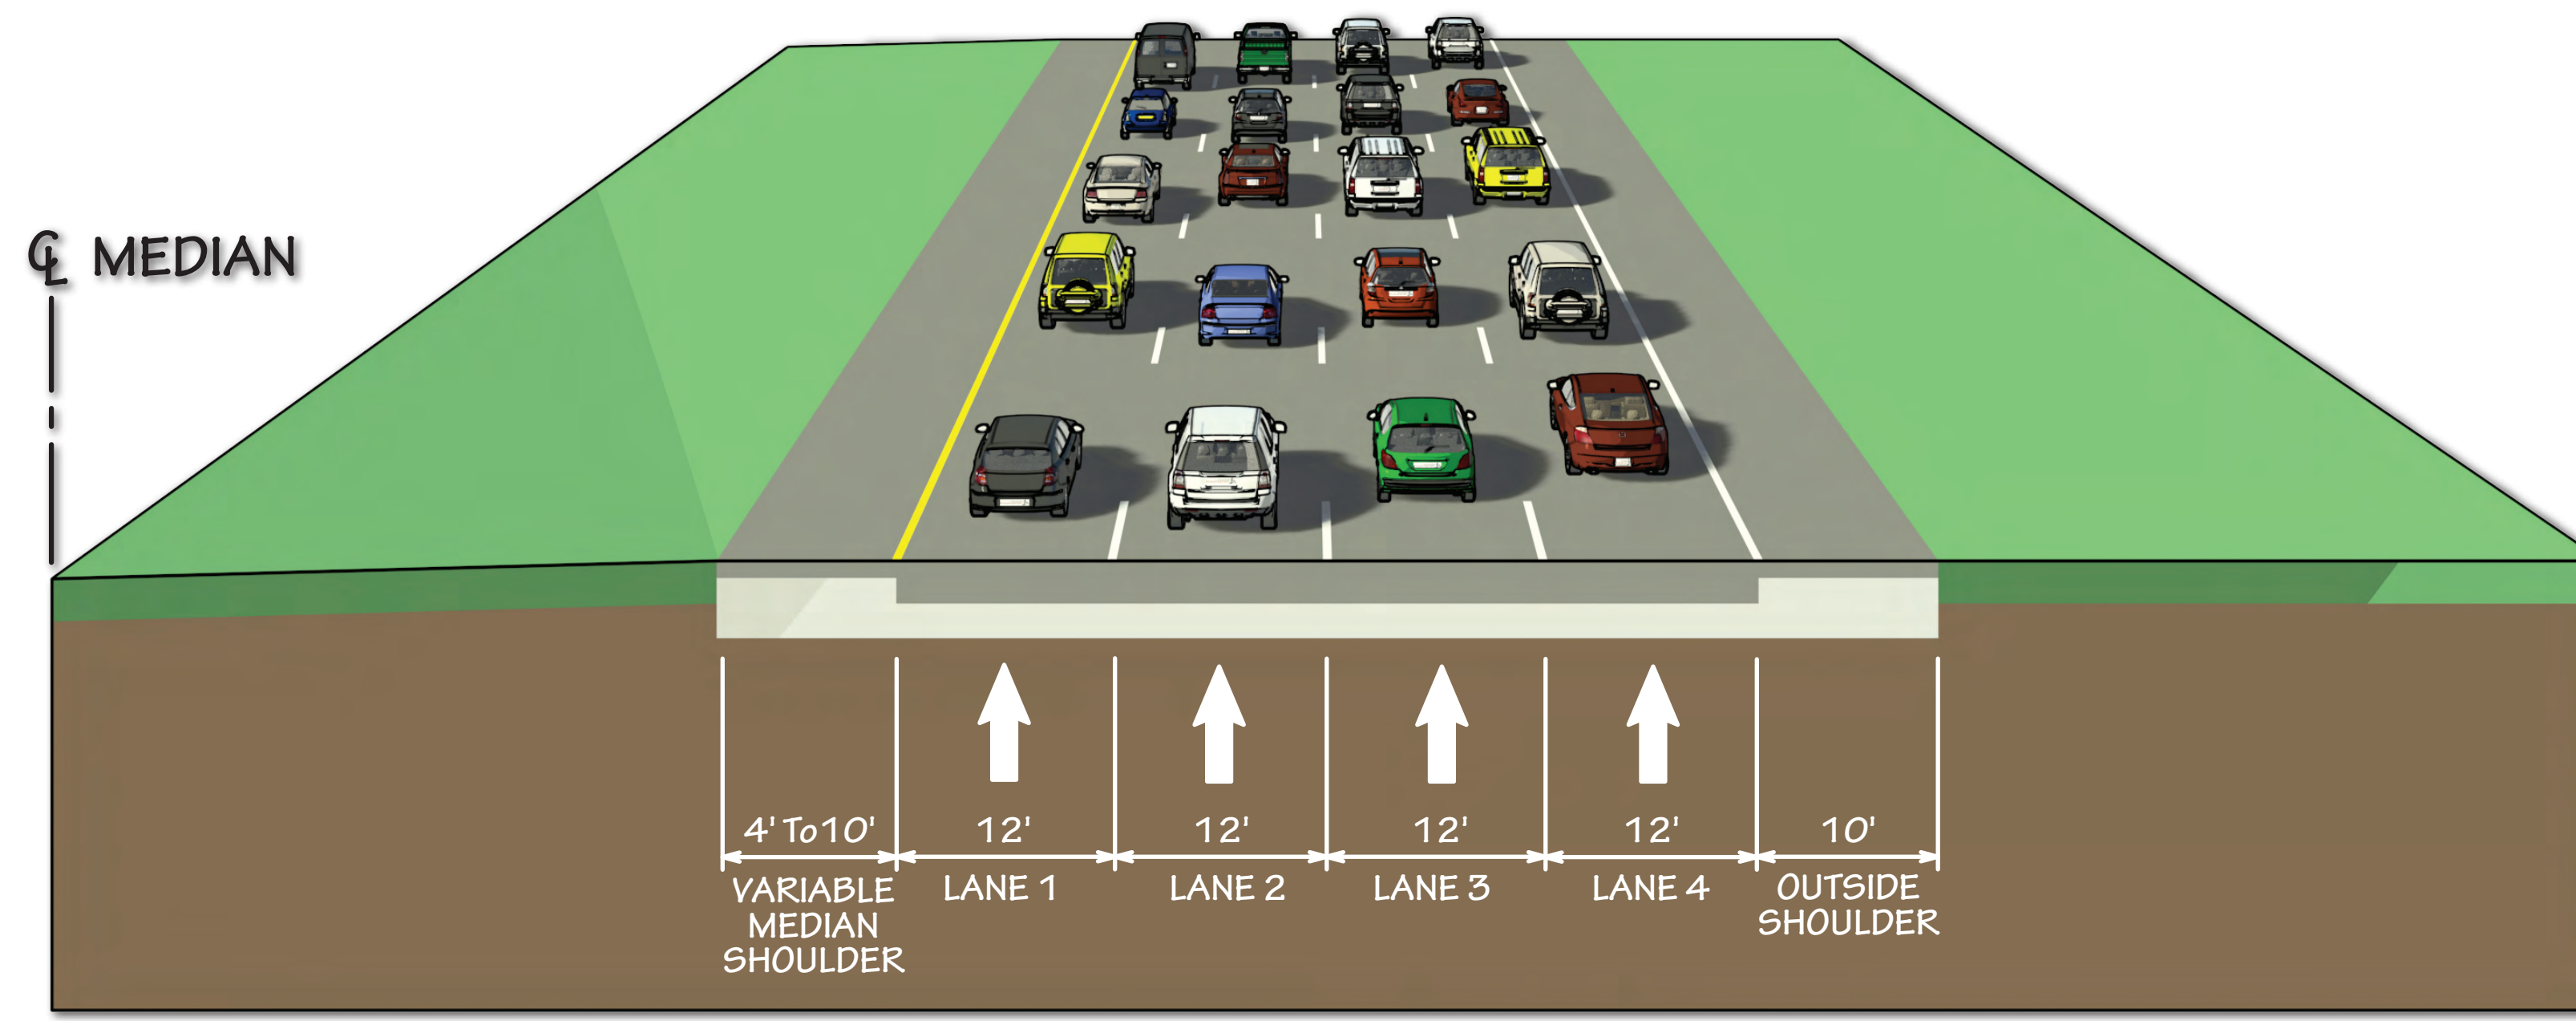 ℄ MEDIAN
4' To 10'
12'
12'
12'
12'
10'
VARIABLE
MEDIAN
SHOULDER
LANE 1
LANE 2
LANE 3
LANE 4
OUTSIDE
SHOULDER